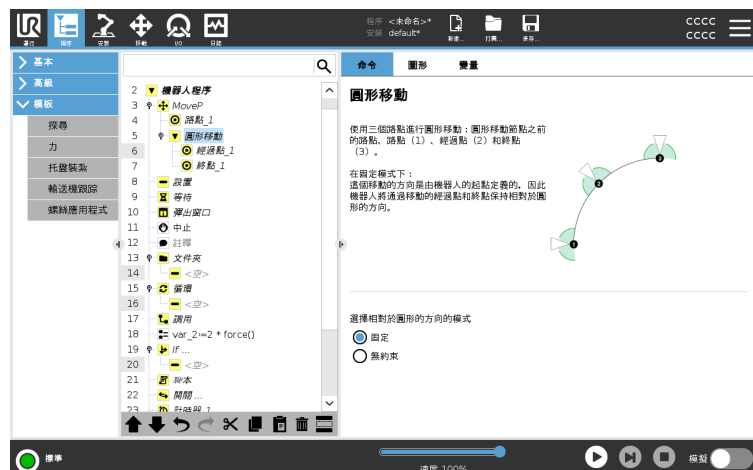 UR
運行
程序
安裝
移動
I/O
日誌
程序 <未命名>*
安裝 default*
新建...
打開...
保存...
CCCC
CCCC
基本
高級
模板
探尋
力
托盤裝紮
輸送機跟踪
螺絲應用程式
2 機器人程序
3 MoveP
4 路點_1
5 圓形移動
6 經過點_1
7 終點_1
8 設置
9 等待
10 彈出窗口
11 中止
12 註釋
13 文件夾
14 <空>
15 循環
16 <空>
17 調用
18 var_2≔2 * force()
19 If ...
20 <空>
21 腳本
22 開關 ...
23 計時器_1
命令 圖形 變量
圓形移動
使用三個路點進行圓形移動：圓形移動節點之前
的路點、路點（1）、經過點（2）和終點
（3）。
在固定模式下：
這個移動的方向是由機器人的起點定義的。因此
機器人將通過移動的經過點和終點保持相對於圓
形的方向。
1
2
3
選擇相對於圓形的方向的模式
固定
無約束
標準
速度 100%
模擬